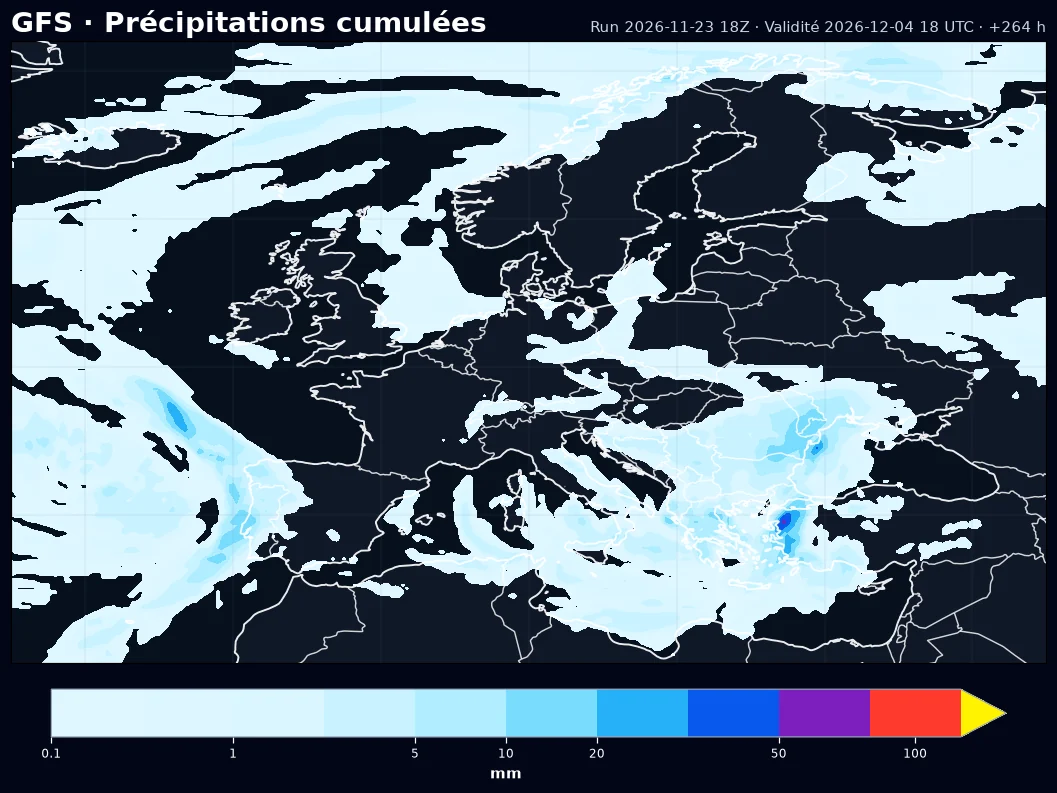 GFS · Précipitations cumulées
Run 2026-11-23 18Z · Validité 2026-12-04 18 UTC · +264 h
0.1 1 5 10 20 50 100
mm